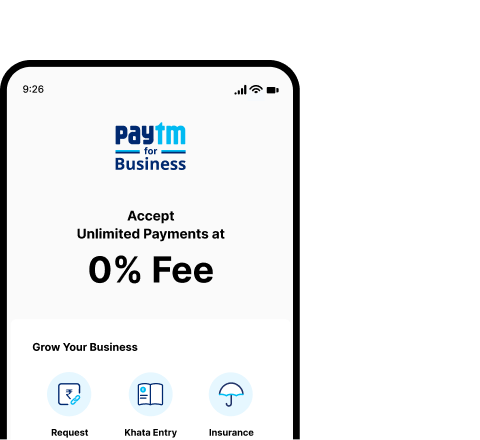 9:26
paytm
for
Business
Accept
Unlimited Payments at
0% Fee
Grow Your Business
₹
Request
Khata Entry
Insurance